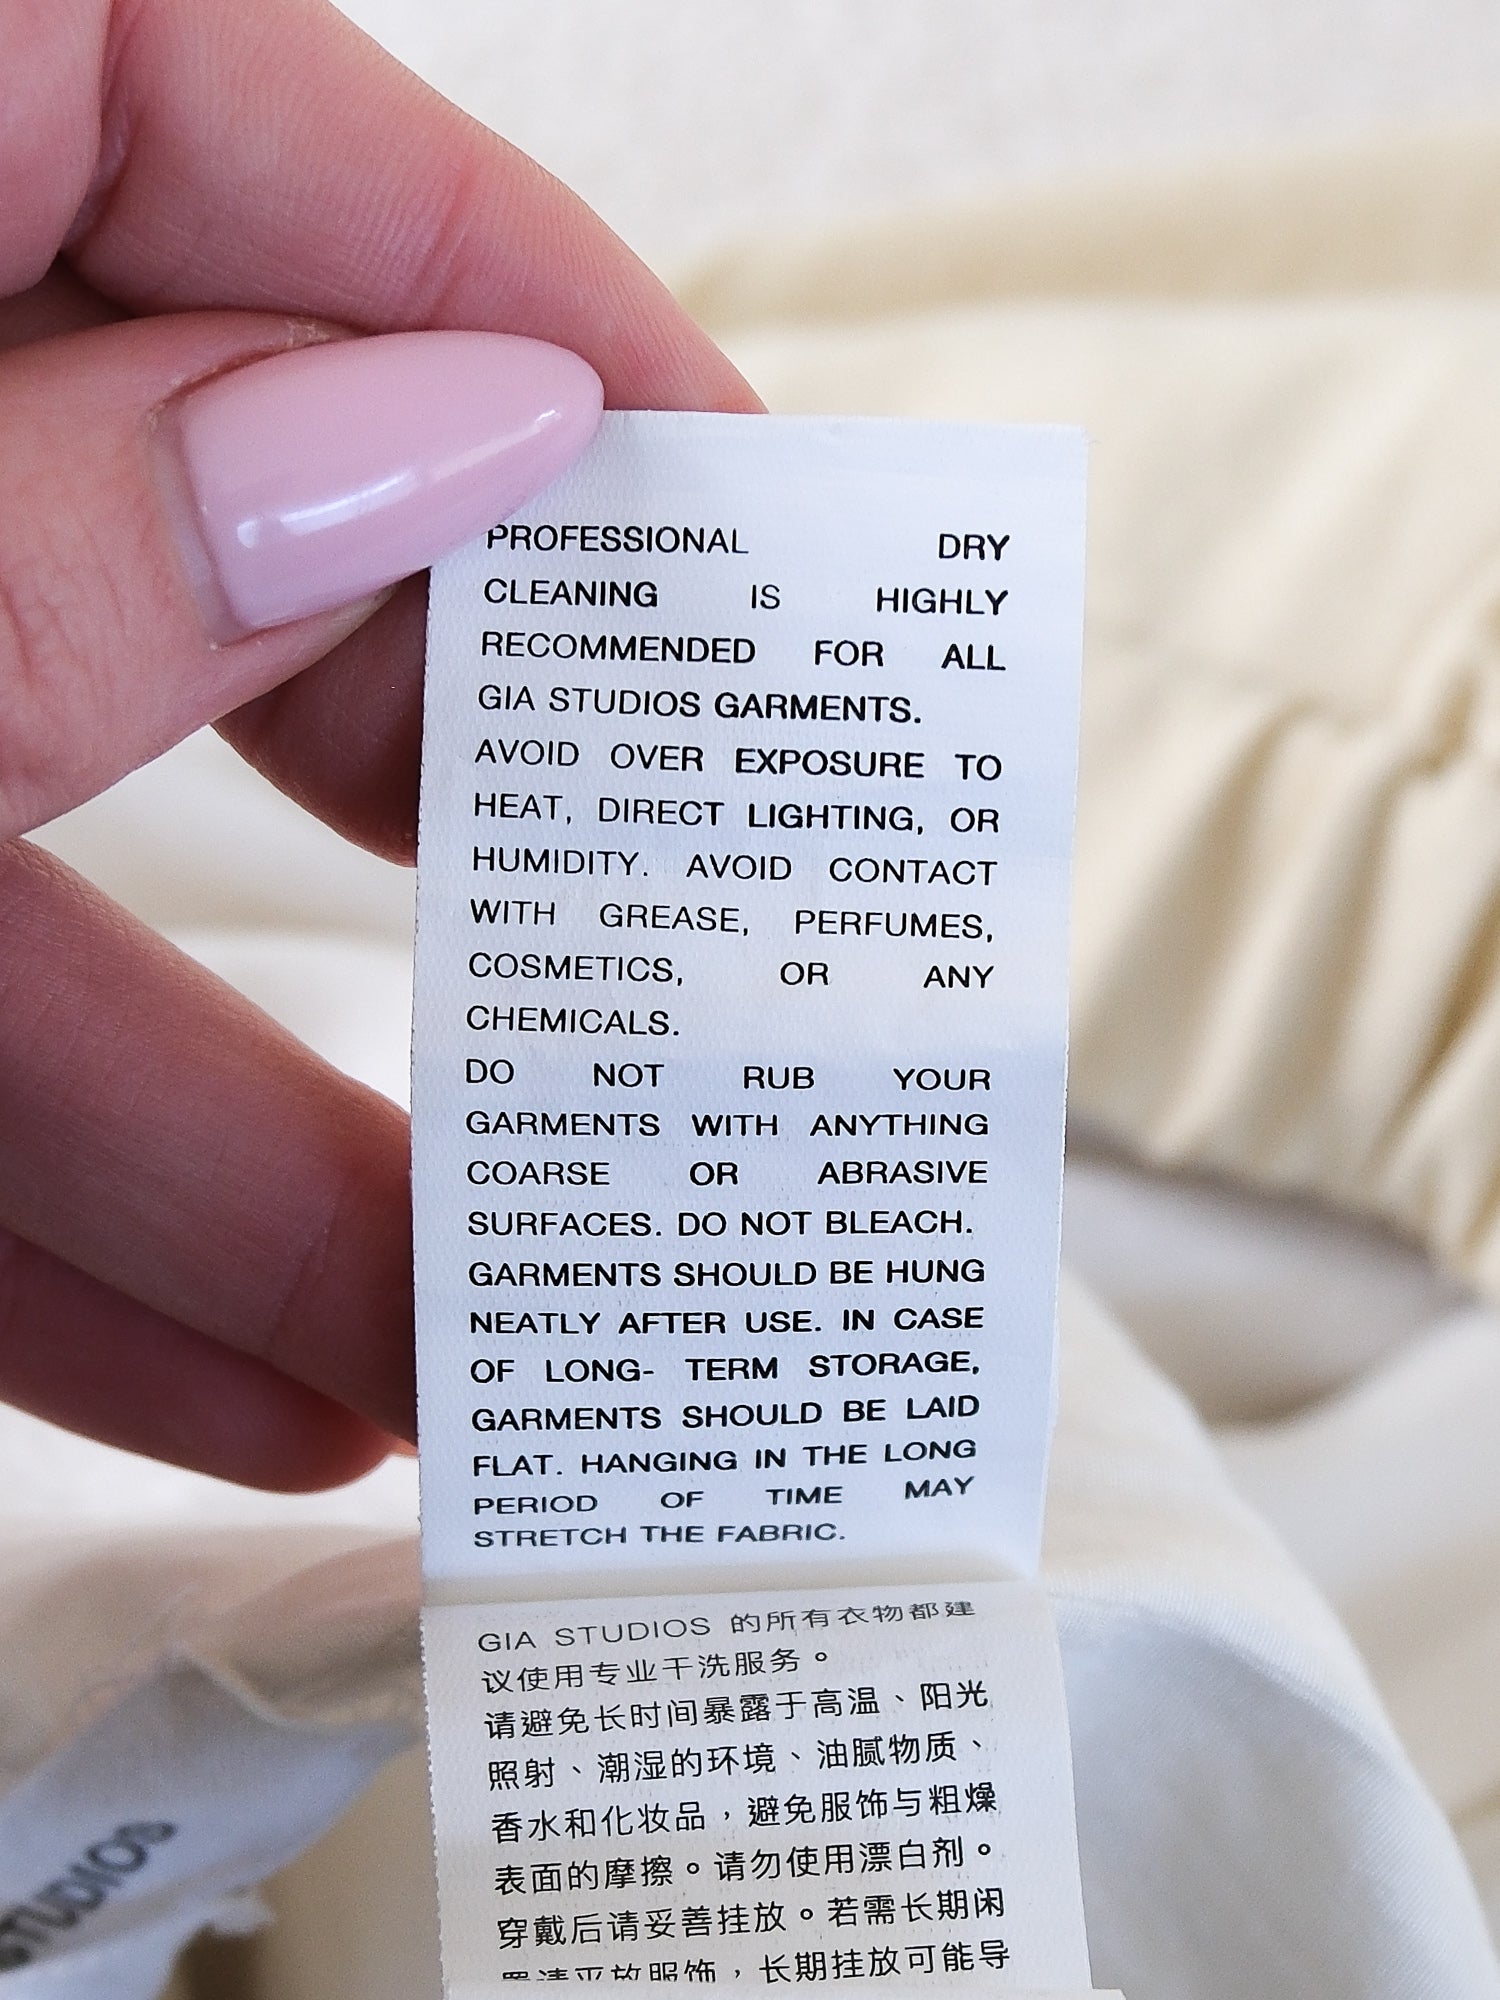 PROFESSIONAL DRY
CLEANING IS HIGHLY
RECOMMENDED FOR ALL
GIA STUDIOS GARMENTS.
AVOID OVER EXPOSURE TO
HEAT, DIRECT LIGHTING, OR
HUMIDITY. AVOID CONTACT
WITH GREASE, PERFUMES,
COSMETICS, OR ANY
CHEMICALS.
DO NOT RUB YOUR
GARMENTS WITH ANYTHING
COARSE OR ABRASIVE
SURFACES. DO NOT BLEACH.
GARMENTS SHOULD BE HUNG
NEATLY AFTER USE. IN CASE
OF LONG- TERM STORAGE,
GARMENTS SHOULD BE LAID
FLAT. HANGING IN THE LONG
PERIOD OF TIME MAY
STRETCH THE FABRIC.
GIA STUDIOS 的所有衣物都建
议使用专业干洗服务。
请避免长时间暴露于高温、阳光
照射、潮湿的环境、油腻物质、
香水和化妆品，避免服饰与粗燥
表面的摩擦。请勿使用漂白剂。
穿戴后请妥善挂放。若需长期闲
置请平放服饰，长期挂放可能导
STUDIOS